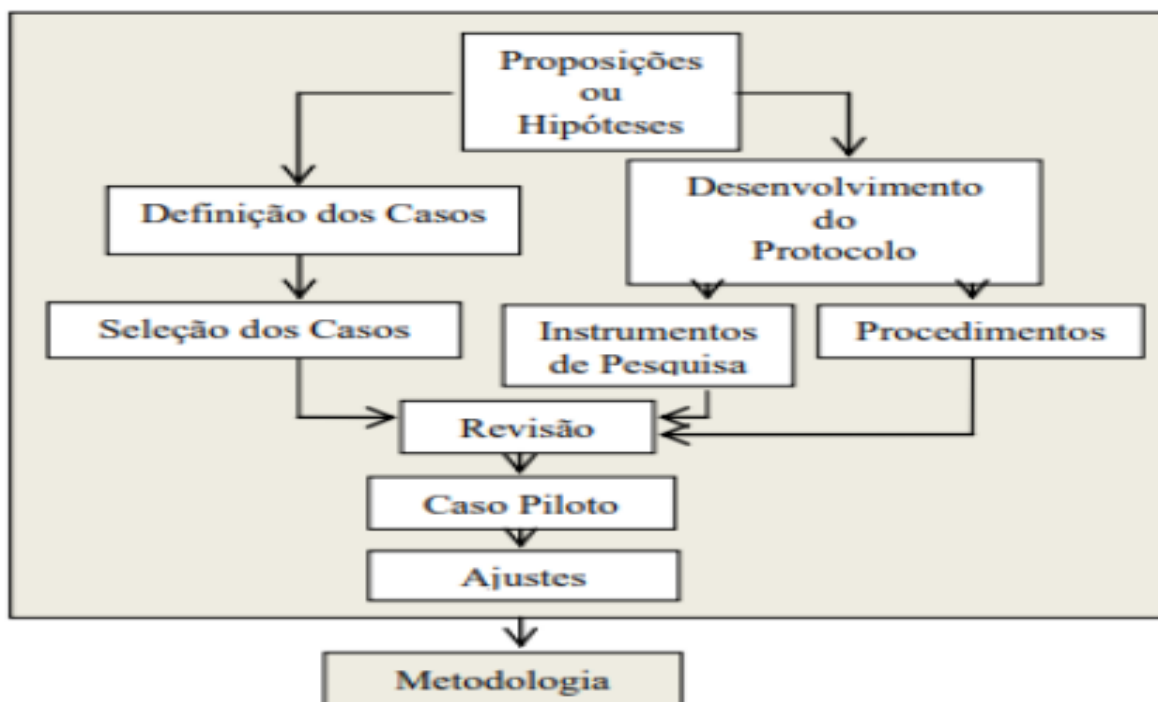 Proposições
ou
Hipóteses
Definição dos Casos
Desenvolvimento
do
Protocolo
Seleção dos Casos
Instrumentos
de Pesquisa
Procedimentos
Revisão
Caso Piloto
Ajustes
Metodologia